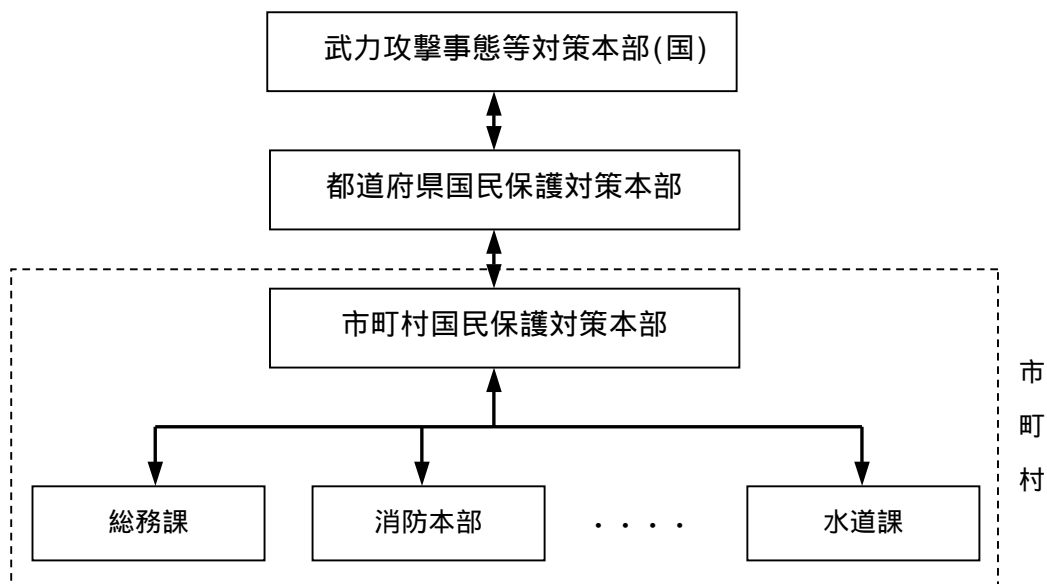 武力攻撃事態等対策本部(国)
都道府県国民保護対策本部
市町村国民保護対策本部
市
町
村
総務課
消防本部
・・・・
水道課